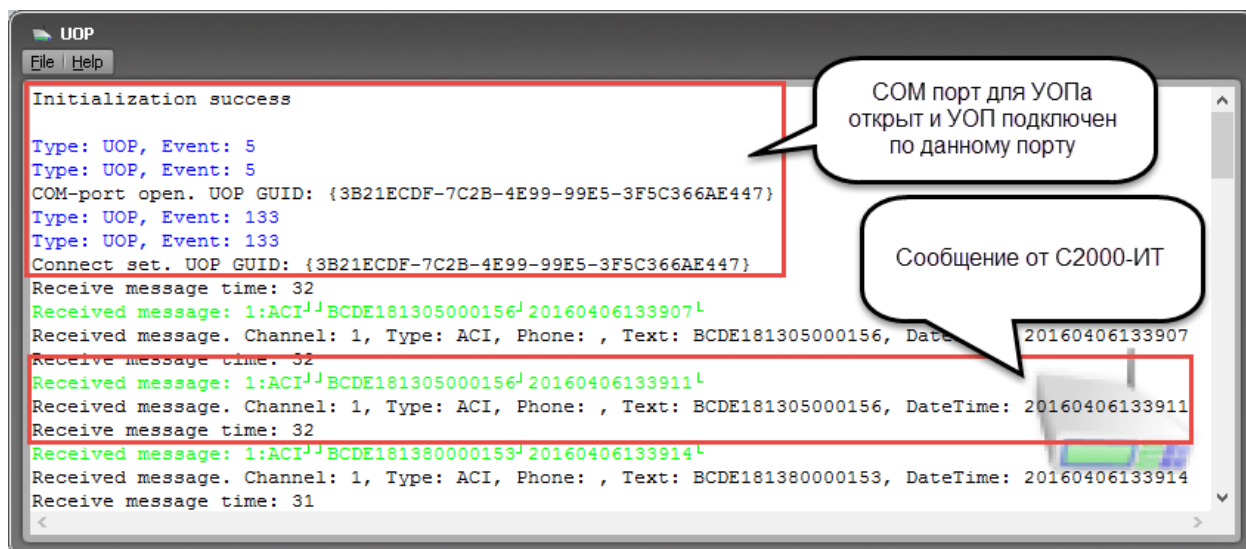 UOP
File | Help
Initialization success
Type: UOP, Event: 5
Type: UOP, Event: 5
COM-port open. UOP GUID: {3B21ECDF-7C2B-4E99-99E5-3F5C366AE447}
Type: UOP, Event: 133
Type: UOP, Event: 133
Connect set. UOP GUID: {3B21ECDF-7C2B-4E99-99E5-3F5C366AE447}
Receive message time: 32
Received message: 1:ACI┘┘BCDE181305000156┘20160406133907└
Received message. Channel: 1, Type: ACI, Phone: , Text: BCDE181305000156, Date 20160406133907
Receive message time: 32
Received message: 1:ACI┘┘BCDE181305000156┘20160406133911└
Received message. Channel: 1, Type: ACI, Phone: , Text: BCDE181305000156, DateTime: 20160406133911
Receive message time: 32
Received message: 1:ACI┘┘BCDE181380000153┘20160406133914└
Received message. Channel: 1, Type: ACI, Phone: , Text: BCDE181380000153, DateTime: 20160406133914
Receive message time: 31
COM порт для УОПа
открыт и УОП подключен
по данному порту
Сообщение от С2000-ИТ